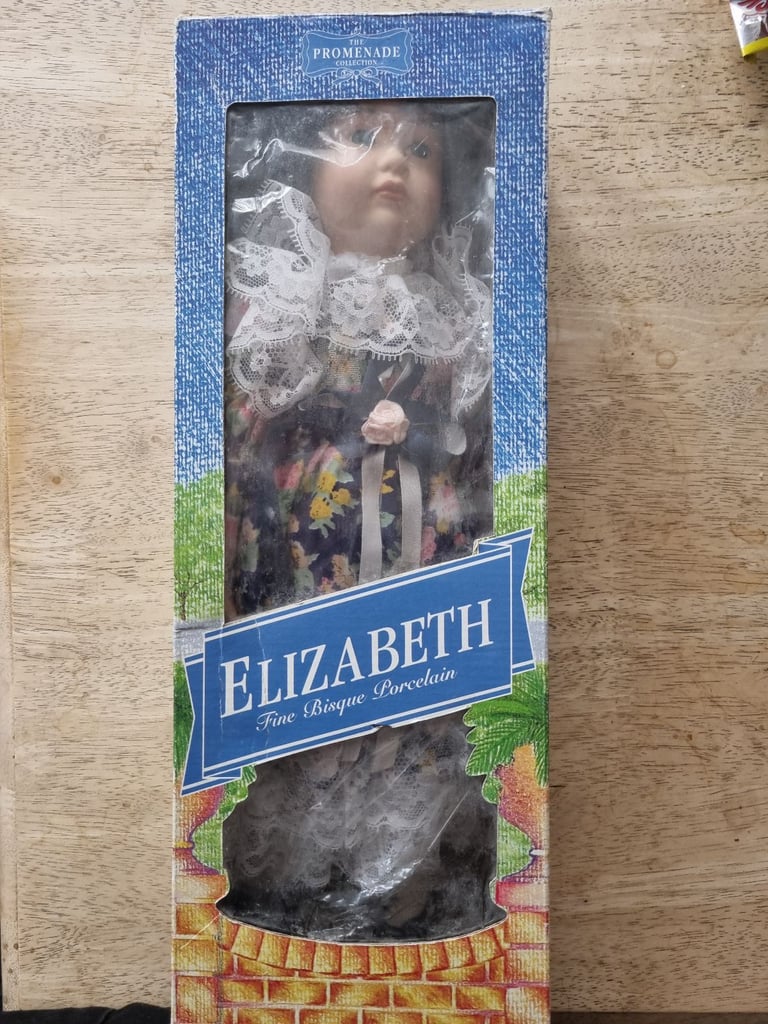 THE
PROMENADE
COLLECTION
ELIZABETH
Fine Bisque Porcelain